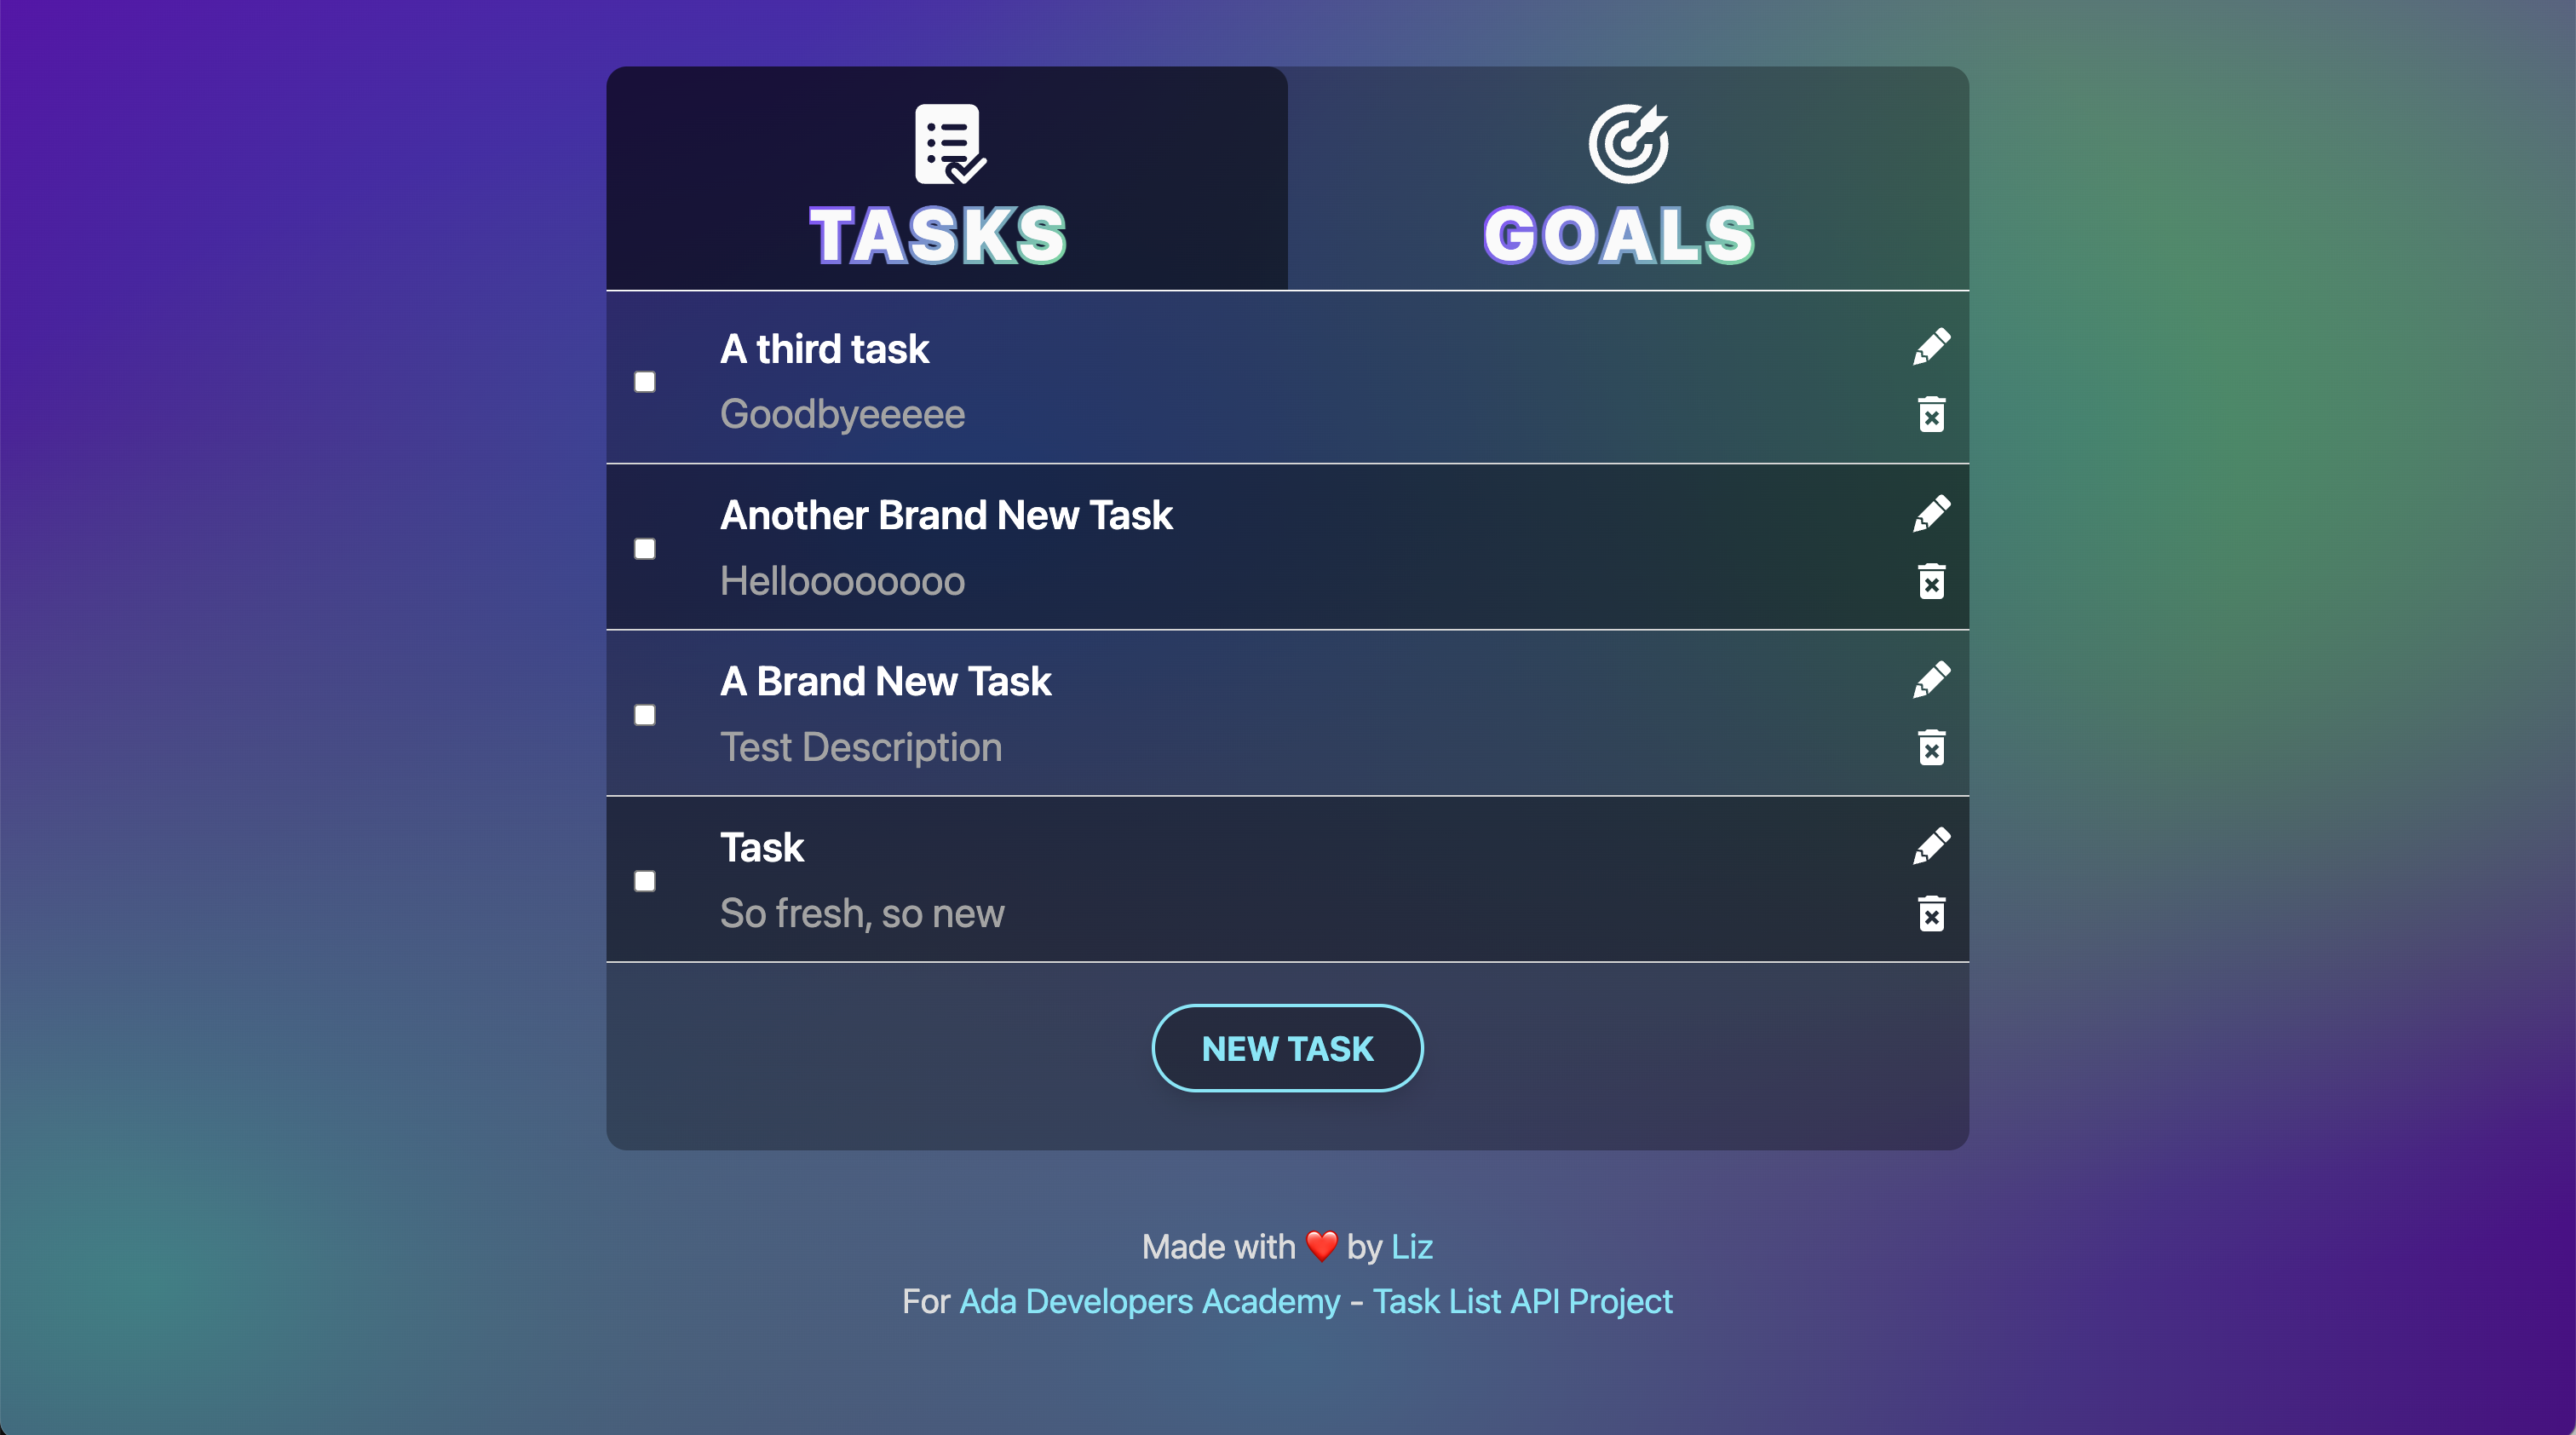 TASKS
GOALS
A third task
Goodbyeeeee
Another Brand New Task
Helloooooooo
A Brand New Task
Test Description
Task
So fresh, so new
NEW TASK
Made with ❤️ by Liz
For Ada Developers Academy - Task List API Project